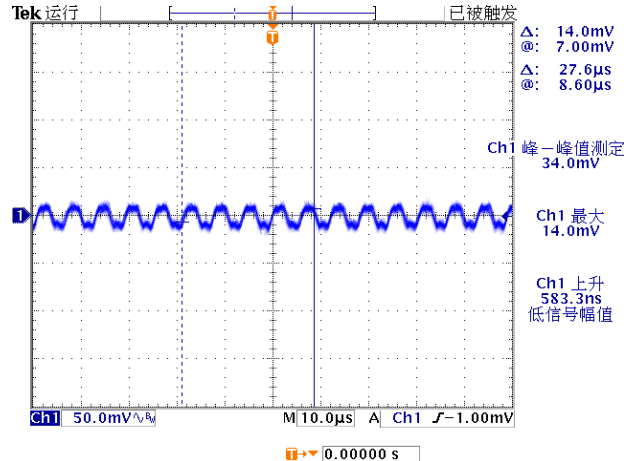 Tek 运行
已被触发
T
T
Δ: 14.0mV
@: 7.00mV
Δ: 27.6µs
@: 8.60µs
Ch1 峰－峰值测定
34.0mV
1
Ch1 最大
14.0mV
Ch1 上升
583.3ns
低信号幅值
Ch1 50.0mV∿BW M 10.0µs A Ch1 ƒ −1.00mV
T→▼ 0.00000 s